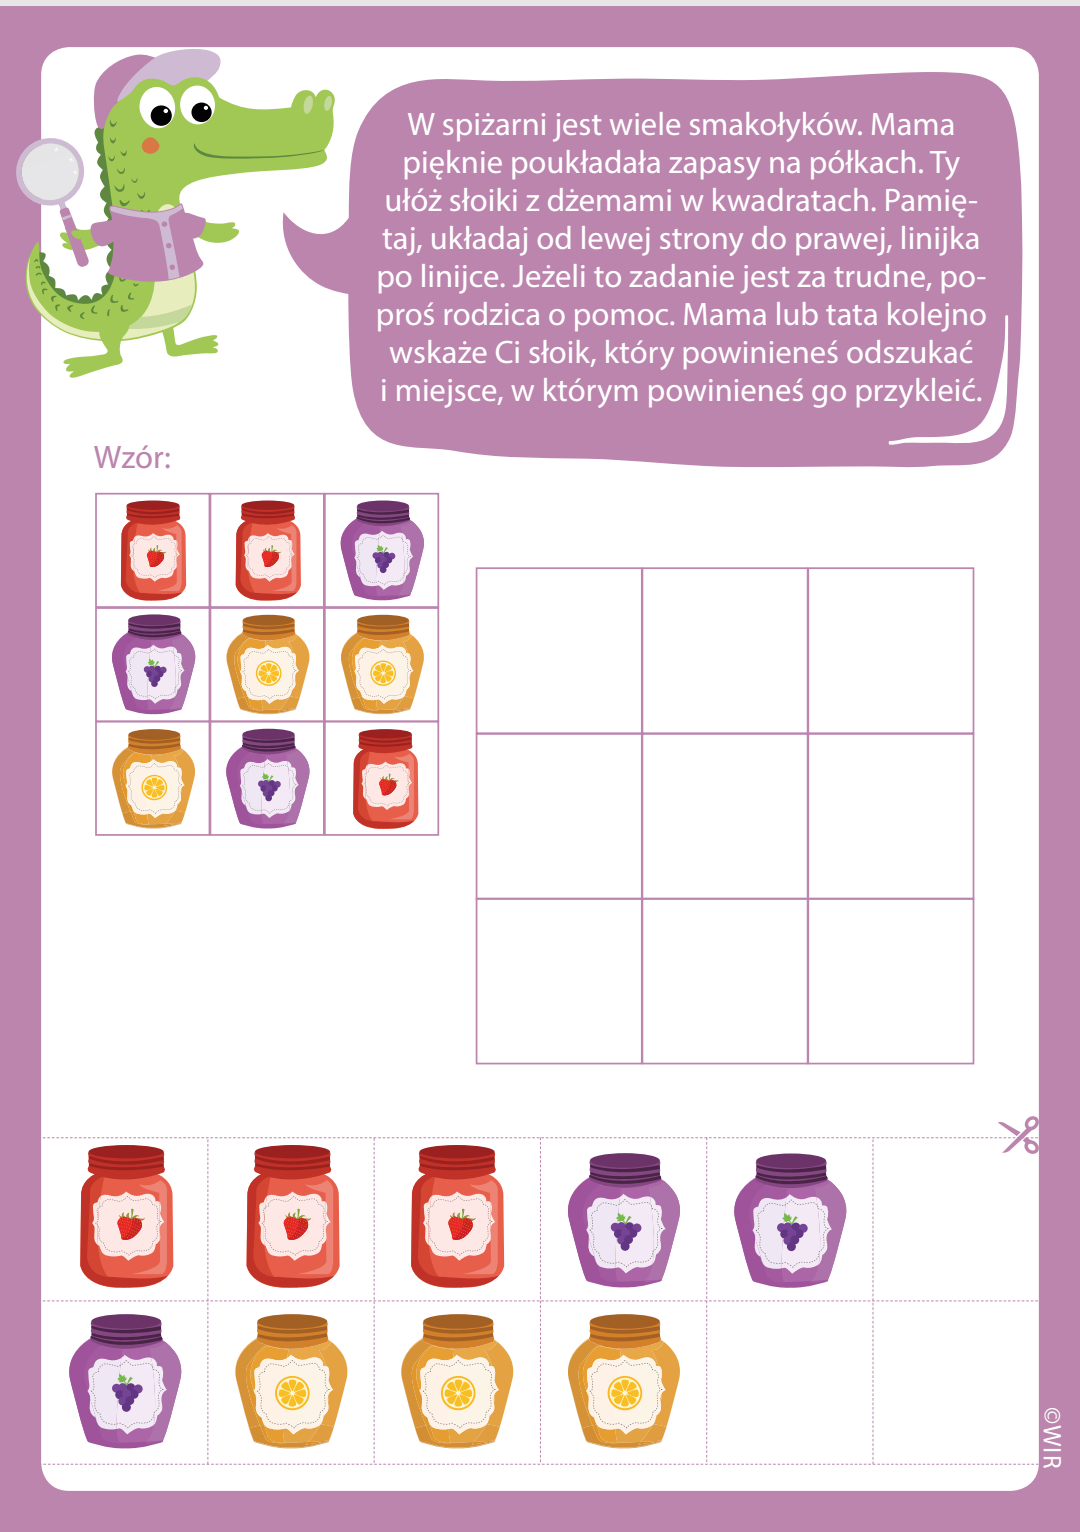 W spiżarni jest wiele smakołyków. Mama
pięknie poukładała zapasy na półkach. Ty
ułóż słoiki z dżemami w kwadratach. Pamię-
taj, układaj od lewej strony do prawej, linijka
po linijce. Jeżeli to zadanie jest za trudne, po-
proś rodzica o pomoc. Mama lub tata kolejno
wskaże Ci słoik, który powinieneś odszukać
i miejsce, w którym powinieneś go przykleić.
Wzór:
©WIR